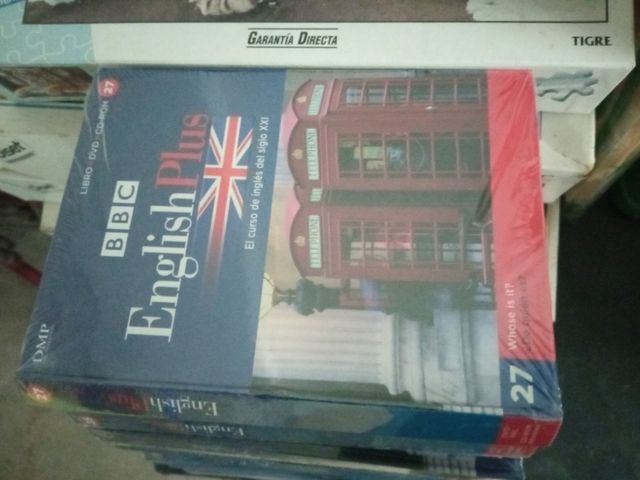 GARANTÍA DIRECTA
TIGRE
LIBRO · DVD · CD-ROM 27
BBC
English Plus
El curso de inglés del siglo XXI
TELEPHONE
TELEPHONE
TELEPHONE
DMP
27
Whose is it?
27
English Plus
English